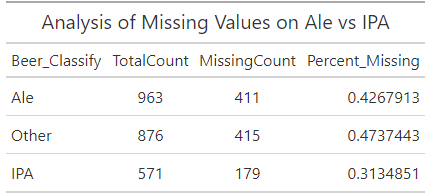 Analysis of Missing Values on Ale vs IPA
Beer_Classify TotalCount MissingCount Percent_Missing
Ale 963 411 0.4267913
Other 876 415 0.4737443
IPA 571 179 0.3134851